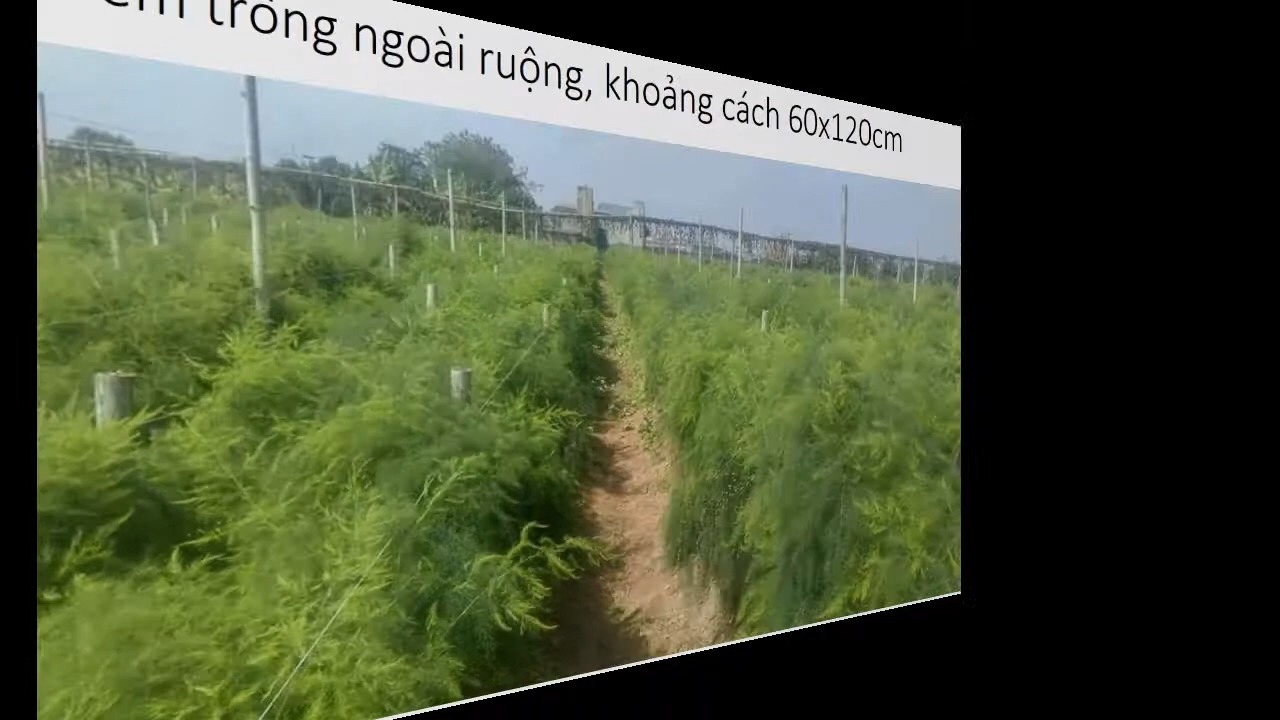 trồng ngoài ruộng, khoảng cách 60x120cm